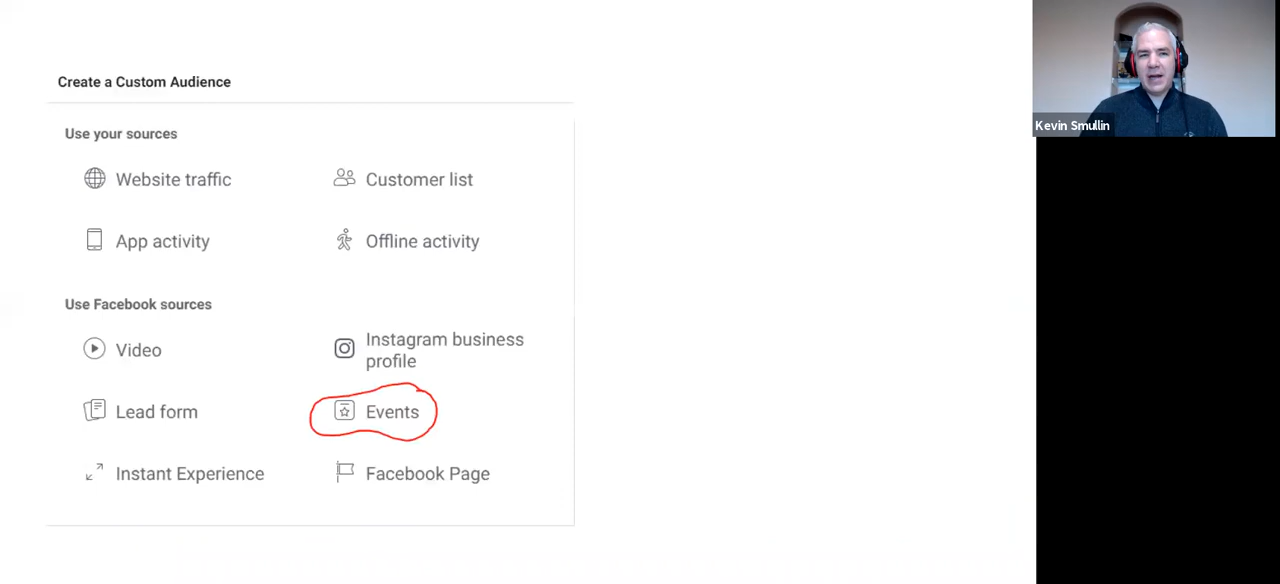 Create a Custom Audience
Use your sources
Website traffic
Customer list
App activity
Offline activity
Use Facebook sources
Video
Instagram business
profile
Lead form
Events
Instant Experience
Facebook Page
Kevin Smullin